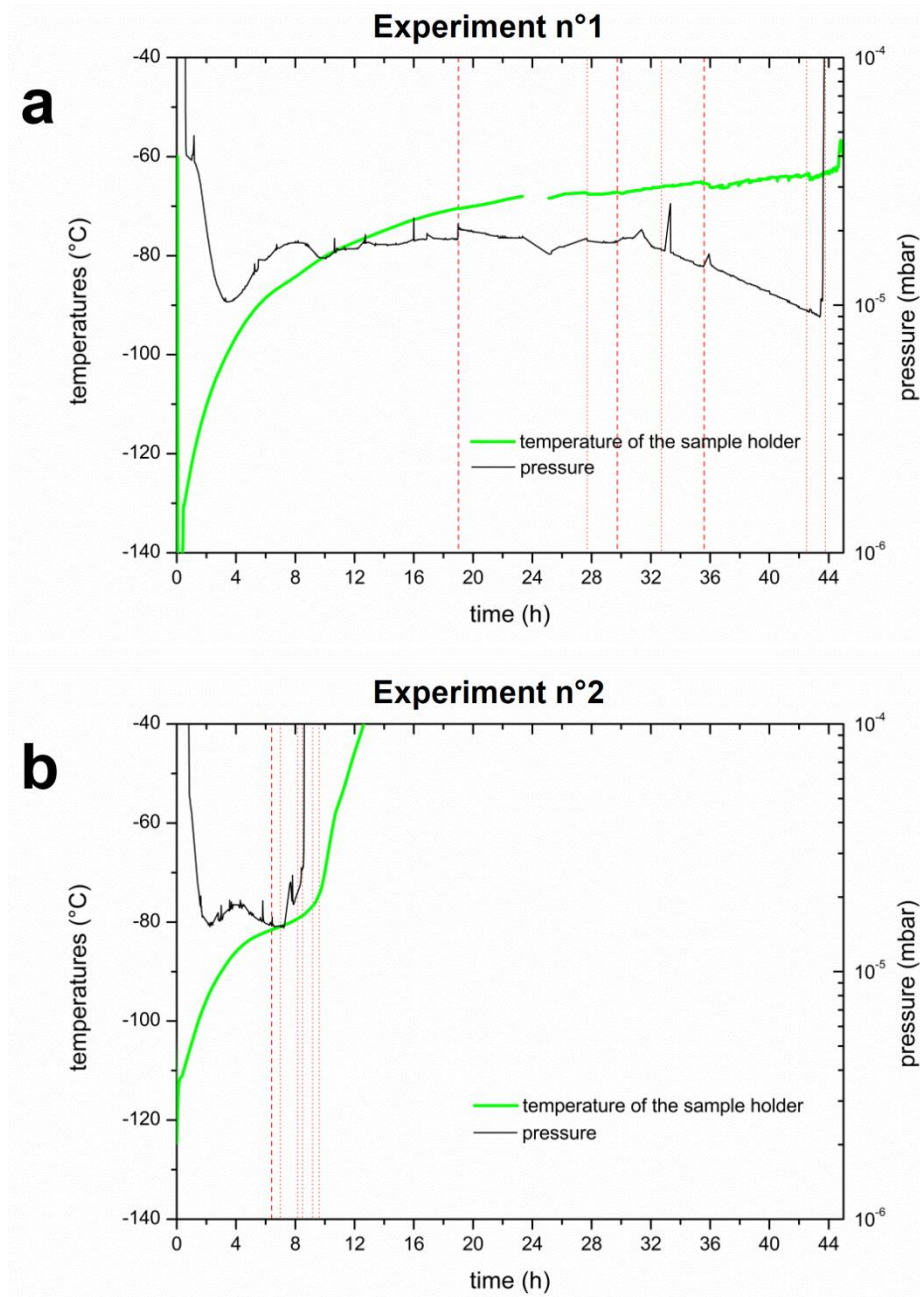 Experiment n°1
a
-40
-60
-80
-100
-120
-140
temperatures (°C)
10⁻⁴
10⁻⁵
10⁻⁶
pressure (mbar)
temperature of the sample holder
pressure
0 4 8 12 16 20 24 28 32 36 40 44
time (h)
Experiment n°2
b
-40
-60
-80
-100
-120
-140
temperatures (°C)
10⁻⁴
10⁻⁵
10⁻⁶
pressure (mbar)
temperature of the sample holder
pressure
0 4 8 12 16 20 24 28 32 36 40 44
time (h)